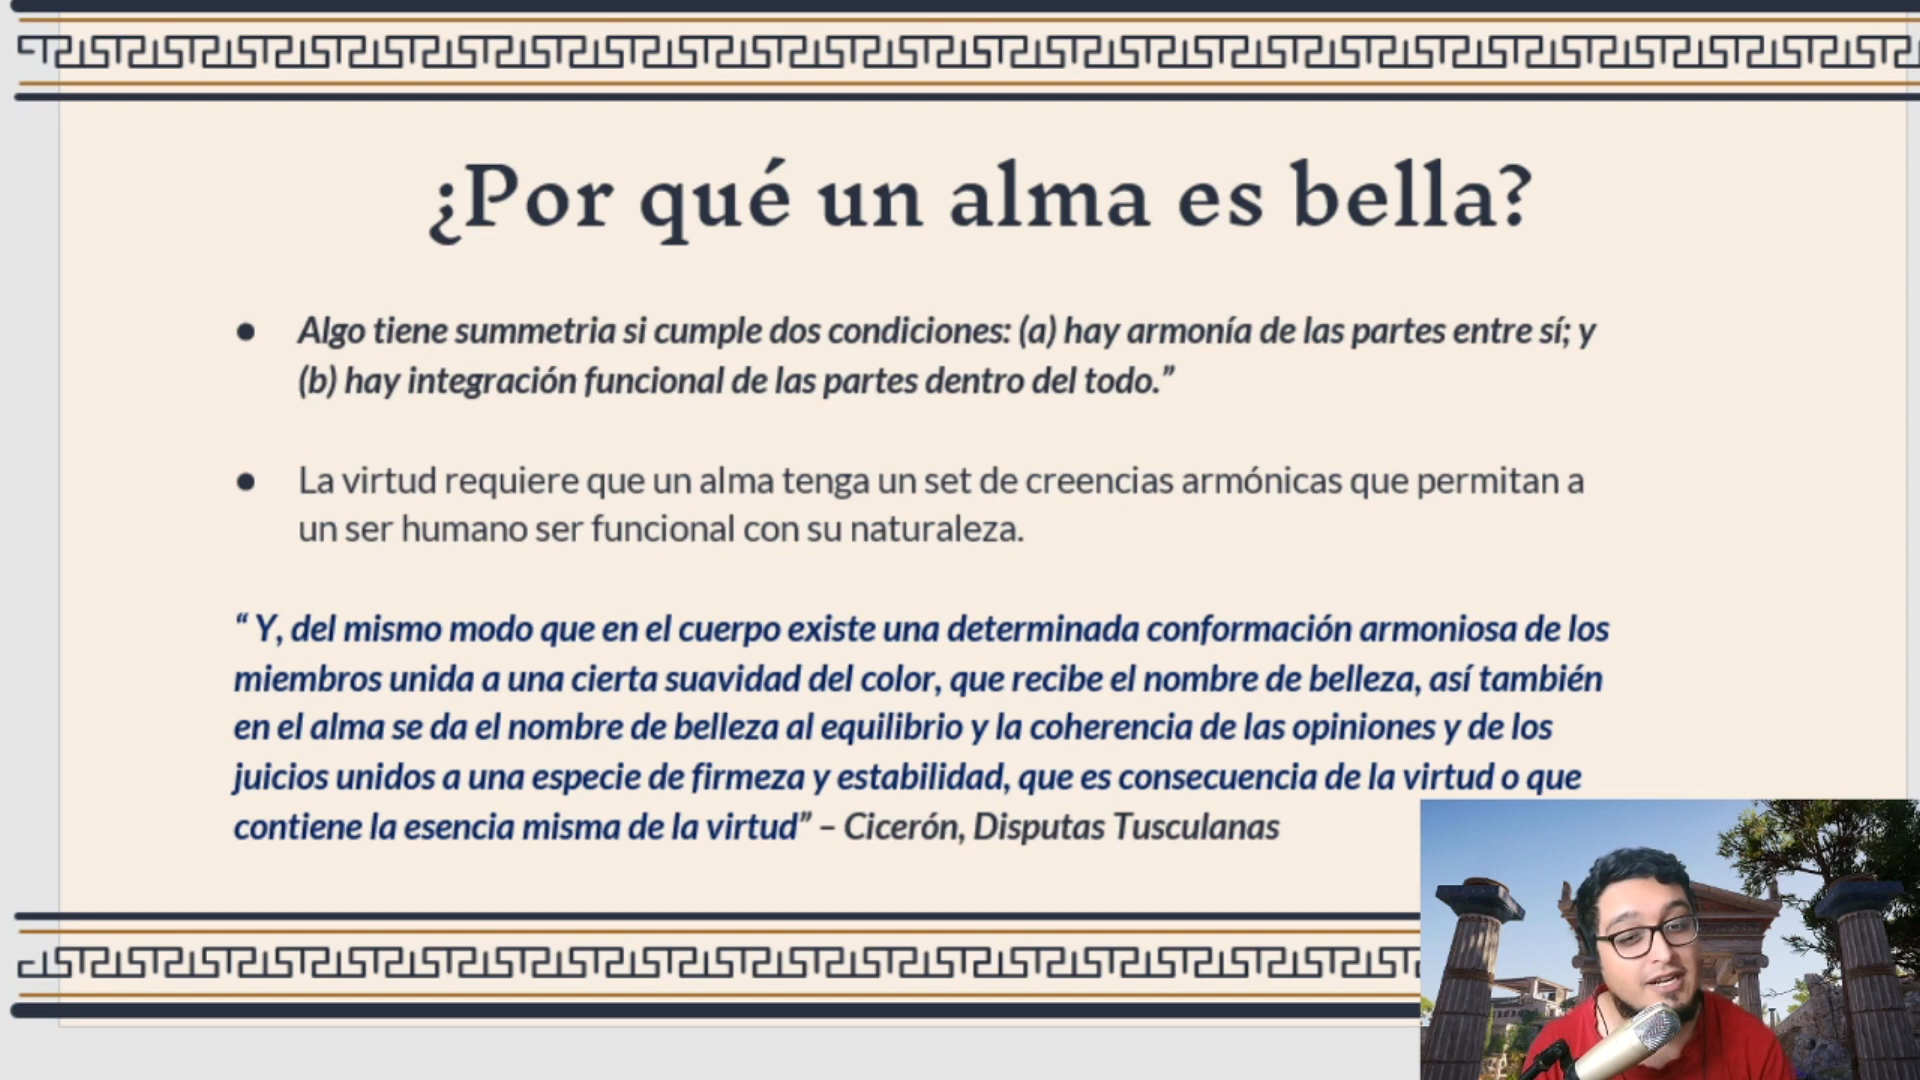 ¿Por qué un alma es bella?
● Algo tiene summetria si cumple dos condiciones: (a) hay armonía de las partes entre sí; y
(b) hay integración funcional de las partes dentro del todo.”
● La virtud requiere que un alma tenga un set de creencias armónicas que permitan a
un ser humano ser funcional con su naturaleza.
“ Y, del mismo modo que en el cuerpo existe una determinada conformación armoniosa de los
miembros unida a una cierta suavidad del color, que recibe el nombre de belleza, así también
en el alma se da el nombre de belleza al equilibrio y la coherencia de las opiniones y de los
juicios unidos a una especie de firmeza y estabilidad, que es consecuencia de la virtud o que
contiene la esencia misma de la virtud” – Cicerón, Disputas Tusculanas